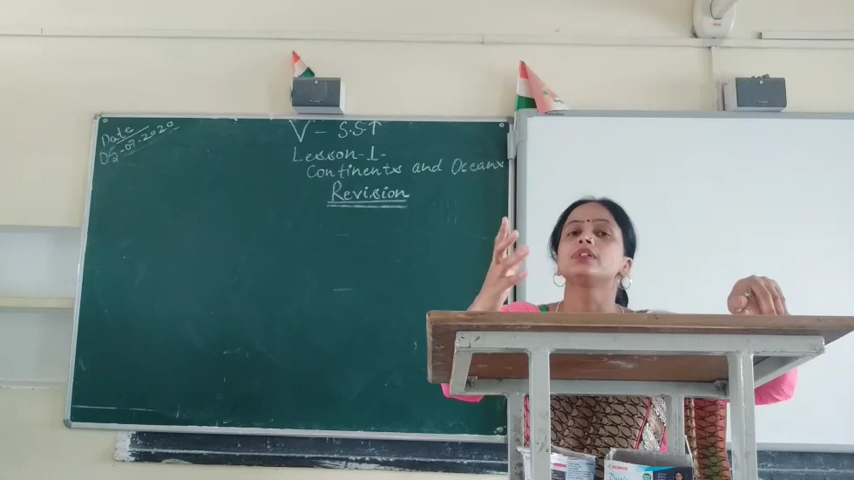 Date
02-07-2020
V - S.S.T
Lesson-1-
Continents and Oceans
Revision